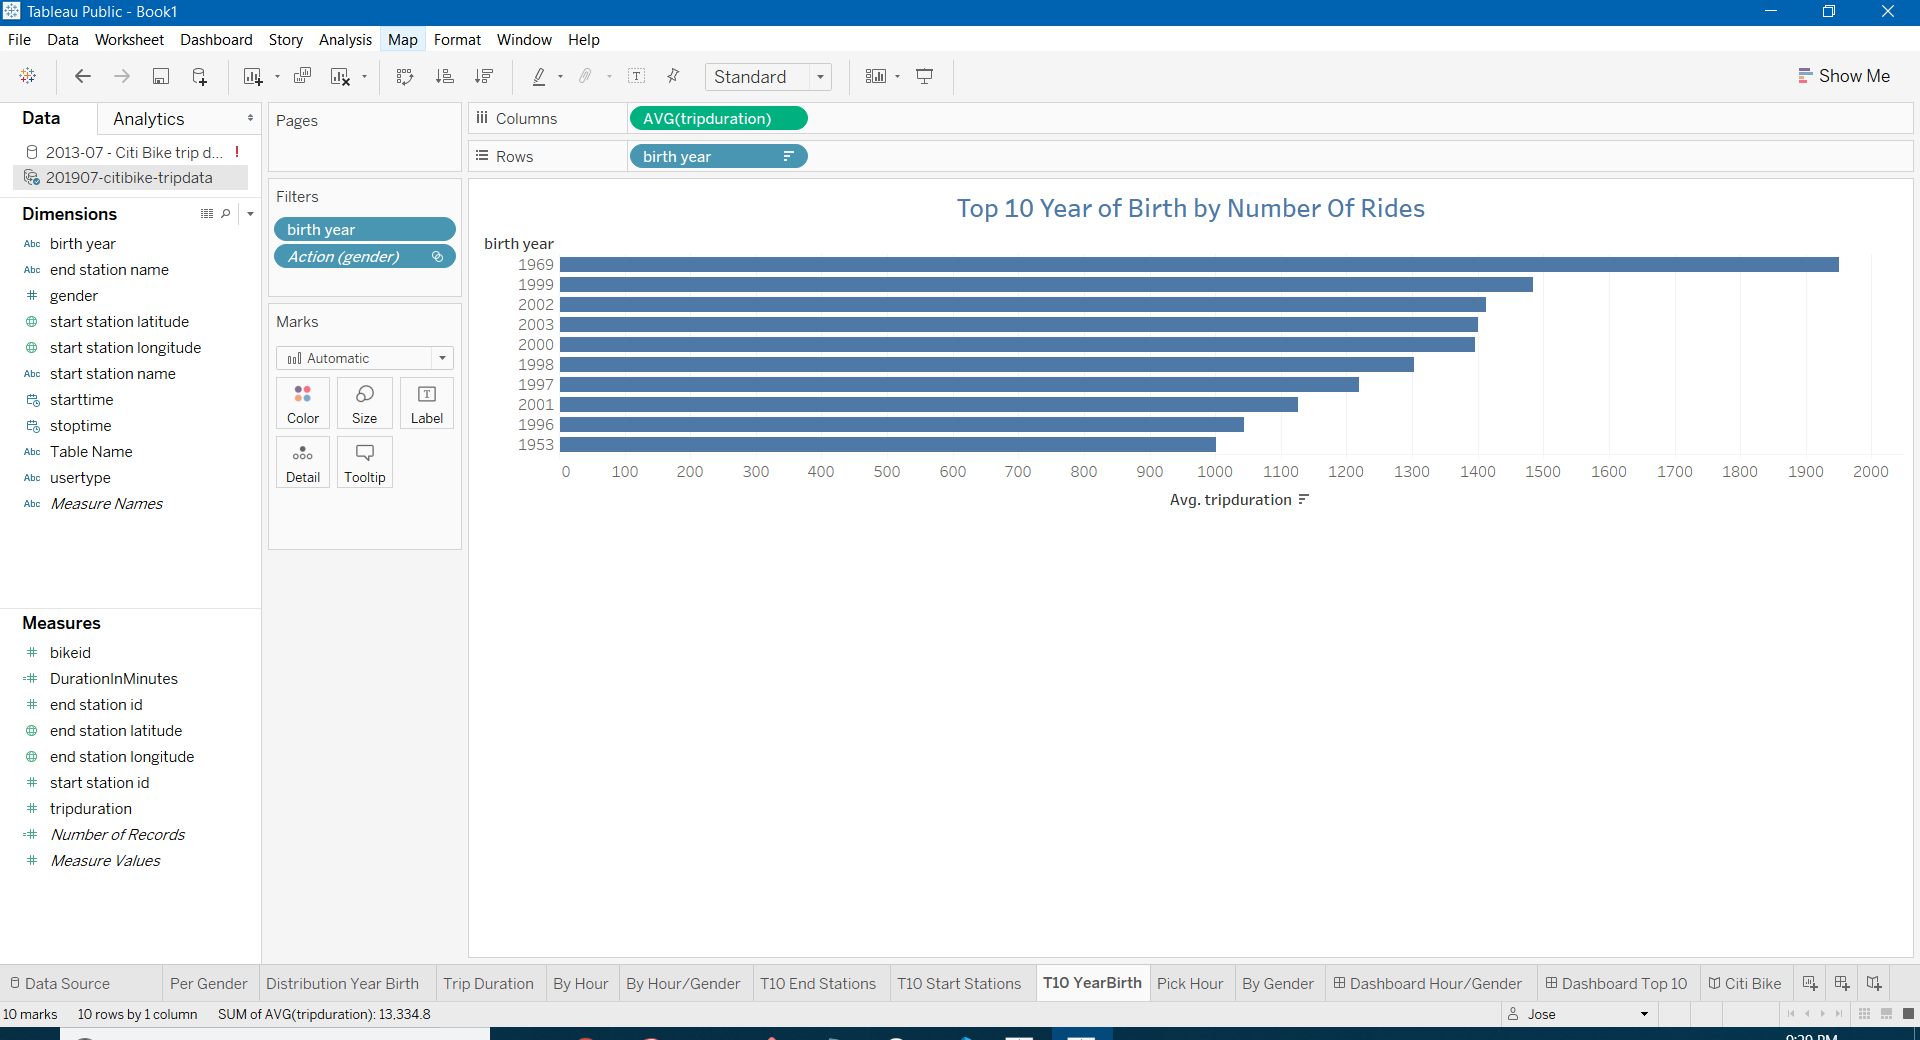 Tableau Public - Book1
File Data Worksheet Dashboard Story Analysis Map Format Window Help
Standard
Show Me
Data Analytics
2013-07 - Citi Bike trip d... !
201907-citibike-tripdata
Dimensions
Abc birth year
Abc end station name
# gender
start station latitude
start station longitude
Abc start station name
starttime
stoptime
Abc Table Name
Abc usertype
Abc Measure Names
Measures
# bikeid
=# DurationInMinutes
# end station id
end station latitude
end station longitude
# start station id
# tripduration
=# Number of Records
# Measure Values
Pages
Filters
birth year
Action (gender)
Marks
Automatic
Color Size T Label
Detail Tooltip
Columns AVG(tripduration)
Rows birth year
Top 10 Year of Birth by Number Of Rides
birth year
1969
1999
2002
2003
2000
1998
1997
2001
1996
1953
0 100 200 300 400 500 600 700 800 900 1000 1100 1200 1300 1400 1500 1600 1700 1800 1900 2000
Avg. tripduration
Data Source Per Gender Distribution Year Birth Trip Duration By Hour By Hour/Gender T10 End Stations T10 Start Stations T10 YearBirth Pick Hour By Gender Dashboard Hour/Gender Dashboard Top 10 Citi Bike
10 marks 10 rows by 1 column SUM of AVG(tripduration): 13,334.8 Jose